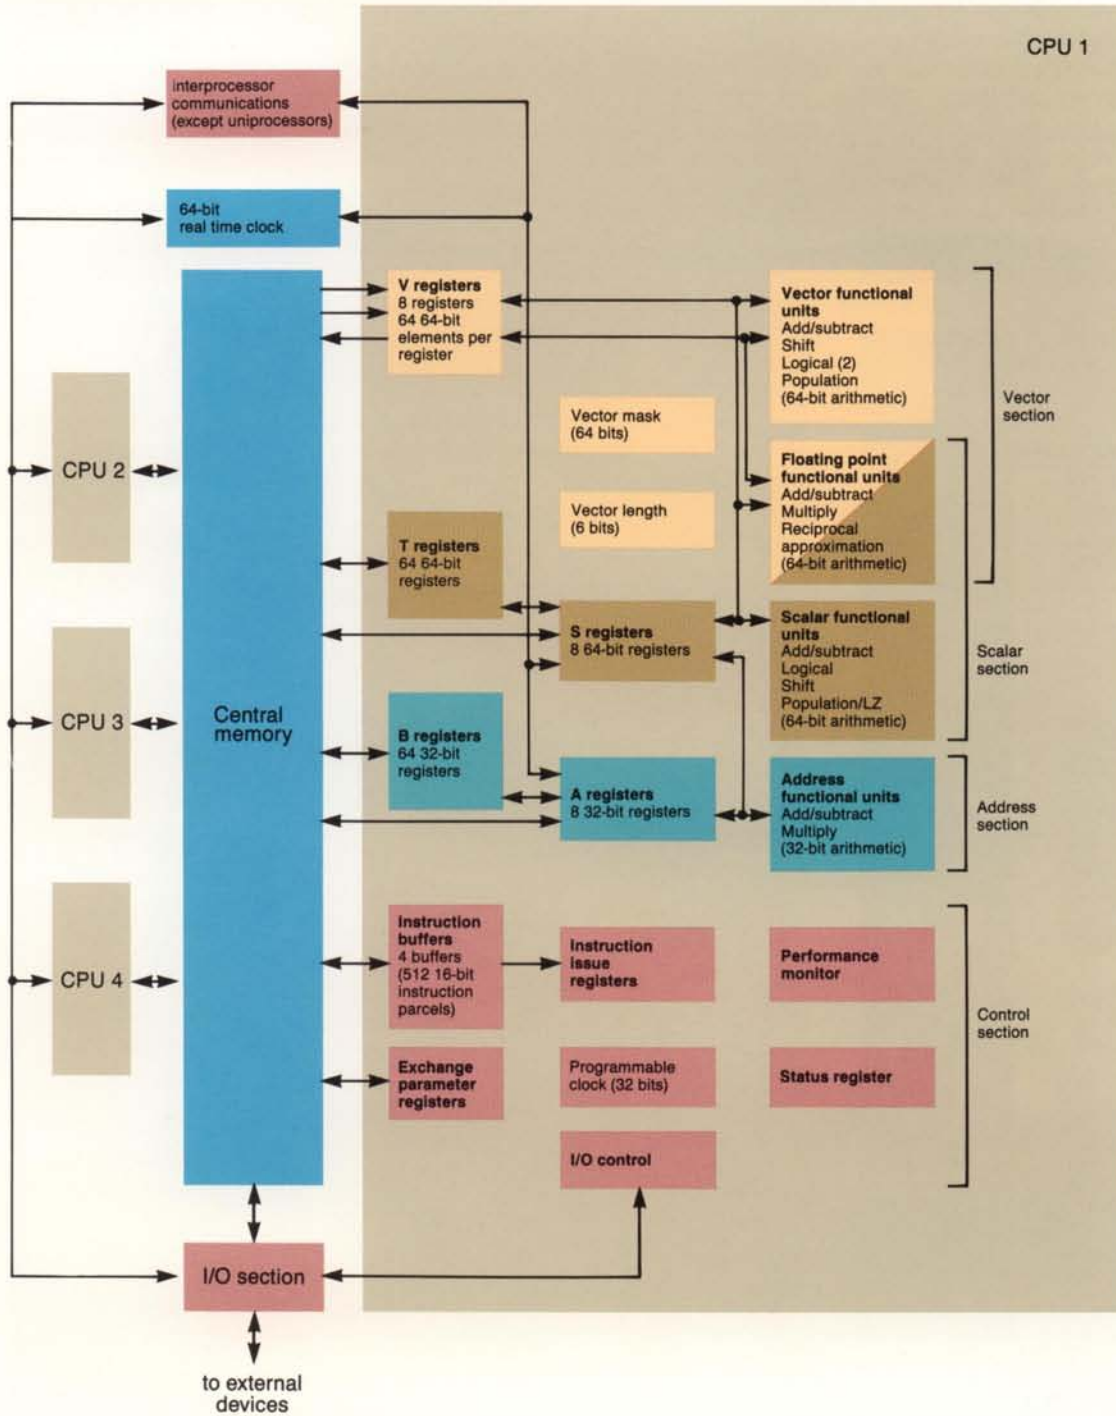 CPU 1
interprocessor
communications
(except uniprocessors)
64-bit
real time clock
V registers
8 registers
64 64-bit
elements per
register
Vector functional
units
Add/subtract
Shift
Logical (2)
Population
(64-bit arithmetic)
Vector
section
Vector mask
(64 bits)
CPU 2
Floating point
functional units
Add/subtract
Multiply
Reciprocal
approximation
(64-bit arithmetic)
Vector length
(6 bits)
T registers
64 64-bit
registers
S registers
8 64-bit registers
Scalar functional
units
Add/subtract
Logical
Shift
Population/LZ
(64-bit arithmetic)
Scalar
section
CPU 3
Central
memory
B registers
64 32-bit
registers
A registers
8 32-bit registers
Address
functional units
Add/subtract
Multiply
(32-bit arithmetic)
Address
section
CPU 4
Instruction
buffers
4 buffers
(512 16-bit
instruction
parcels)
Instruction
issue
registers
Performance
monitor
Control
section
Exchange
parameter
registers
Programmable
clock (32 bits)
Status register
I/O control
I/O section
to external
devices